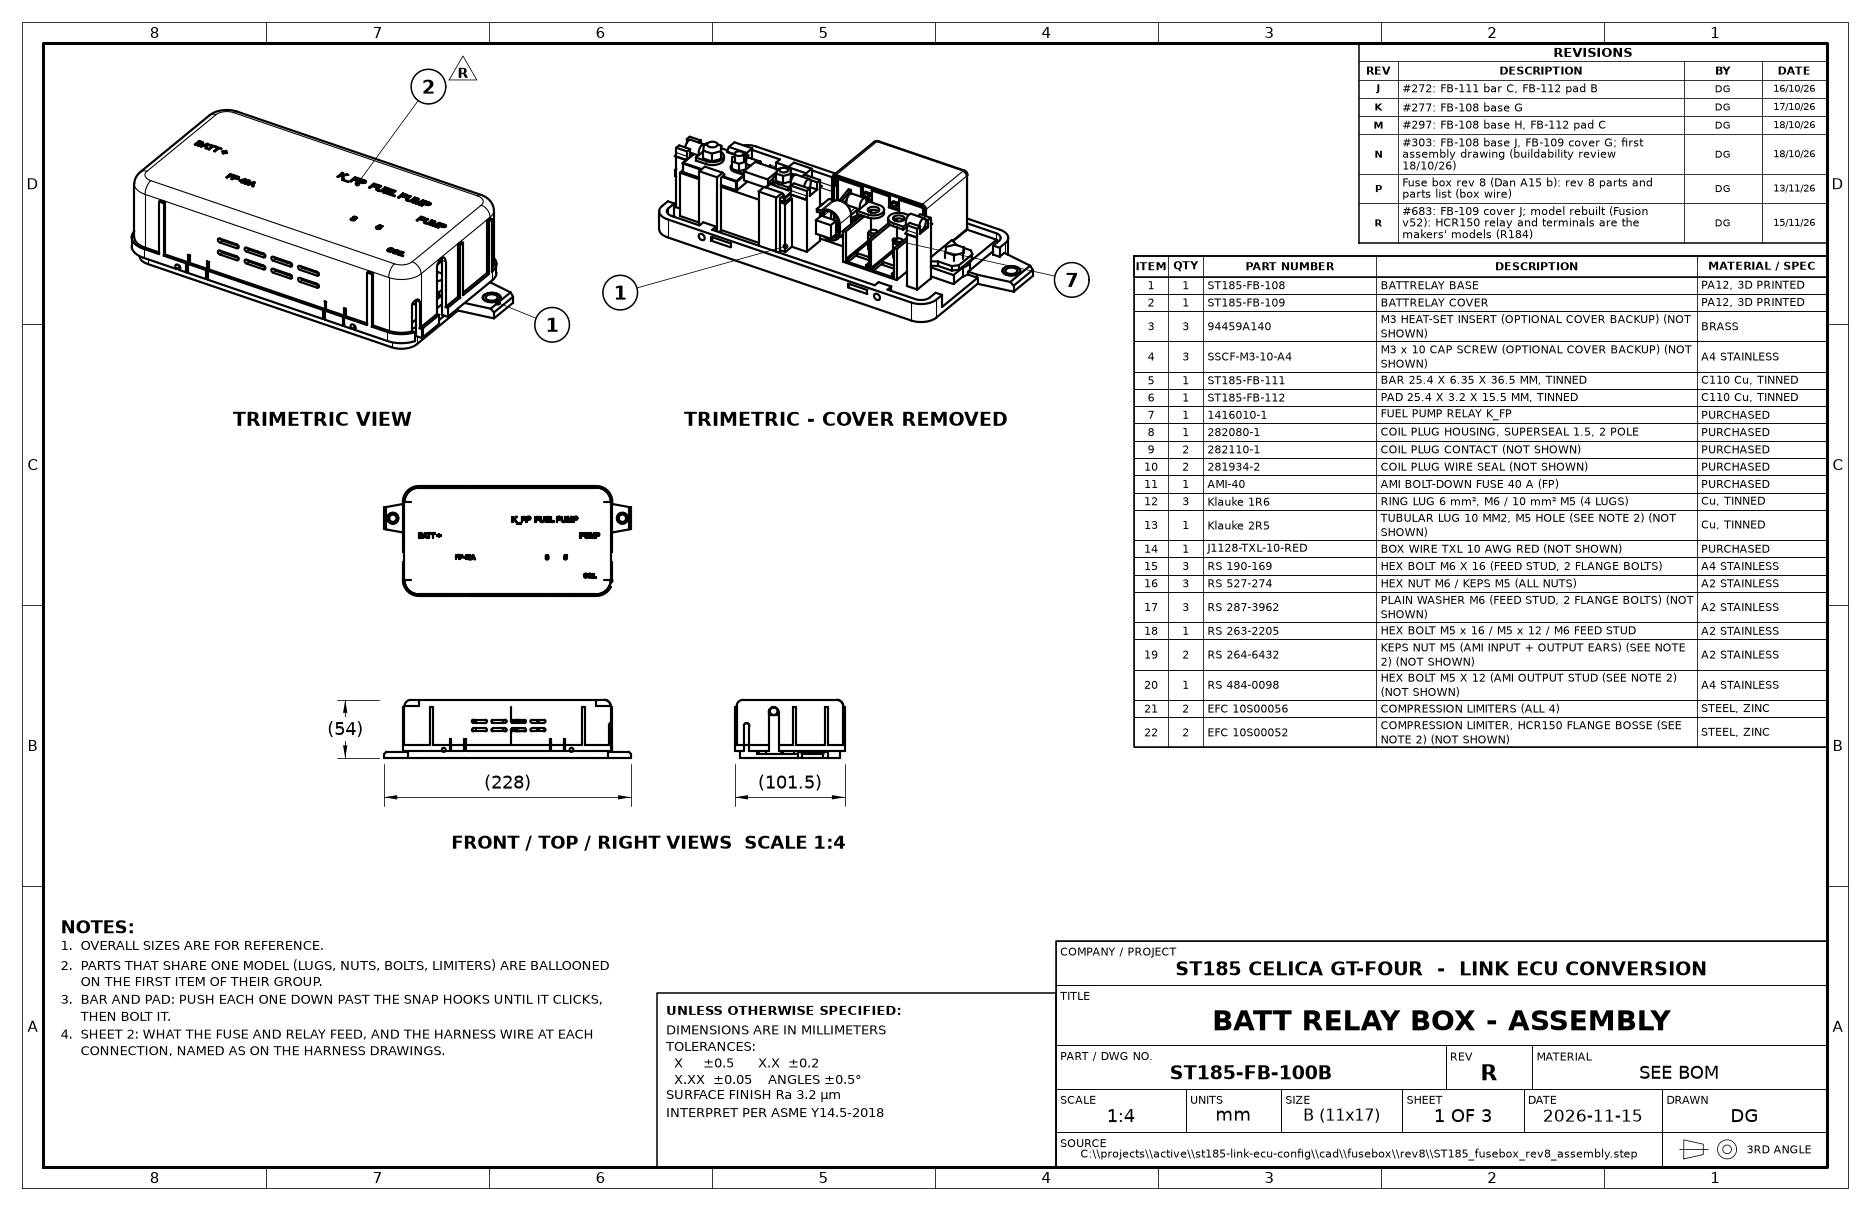 8 7 6 5 4 3 2 1
D
C
B
A
D
C
B
A
REVISIONS
REV DESCRIPTION BY DATE
J #272: FB-111 bar C, FB-112 pad B DG 16/10/26
K #277: FB-108 base G DG 17/10/26
M #297: FB-108 base H, FB-112 pad C DG 18/10/26
N #303: FB-108 base J, FB-109 cover G; first
assembly drawing (buildability review
18/10/26) DG 18/10/26
P Fuse box rev 8 (Dan A15 b): rev 8 parts and
parts list (box wire) DG 13/11/26
R #683: FB-109 cover J; model rebuilt (Fusion
v52): HCR150 relay and terminals are the
makers' models (R184) DG 15/11/26
ITEM QTY PART NUMBER DESCRIPTION MATERIAL / SPEC
1 1 ST185-FB-108 BATTRELAY BASE PA12, 3D PRINTED
2 1 ST185-FB-109 BATTRELAY COVER PA12, 3D PRINTED
3 3 94459A140 M3 HEAT-SET INSERT (OPTIONAL COVER BACKUP) (NOT
SHOWN) BRASS
4 3 SSCF-M3-10-A4 M3 x 10 CAP SCREW (OPTIONAL COVER BACKUP) (NOT
SHOWN) A4 STAINLESS
5 1 ST185-FB-111 BAR 25.4 X 6.35 X 36.5 MM, TINNED C110 Cu, TINNED
6 1 ST185-FB-112 PAD 25.4 X 3.2 X 15.5 MM, TINNED C110 Cu, TINNED
7 1 1416010-1 FUEL PUMP RELAY K_FP PURCHASED
8 1 282080-1 COIL PLUG HOUSING, SUPERSEAL 1.5, 2 POLE PURCHASED
9 2 282110-1 COIL PLUG CONTACT (NOT SHOWN) PURCHASED
10 2 281934-2 COIL PLUG WIRE SEAL (NOT SHOWN) PURCHASED
11 1 AMI-40 AMI BOLT-DOWN FUSE 40 A (FP) PURCHASED
12 3 Klauke 1R6 RING LUG 6 mm², M6 / 10 mm² M5 (4 LUGS) Cu, TINNED
13 1 Klauke 2R5 TUBULAR LUG 10 MM2, M5 HOLE (SEE NOTE 2) (NOT
SHOWN) Cu, TINNED
14 1 J1128-TXL-10-RED BOX WIRE TXL 10 AWG RED (NOT SHOWN) PURCHASED
15 3 RS 190-169 HEX BOLT M6 X 16 (FEED STUD, 2 FLANGE BOLTS) A4 STAINLESS
16 3 RS 527-274 HEX NUT M6 / KEPS M5 (ALL NUTS) A2 STAINLESS
17 3 RS 287-3962 PLAIN WASHER M6 (FEED STUD, 2 FLANGE BOLTS) (NOT
SHOWN) A2 STAINLESS
18 1 RS 263-2205 HEX BOLT M5 x 16 / M5 x 12 / M6 FEED STUD A2 STAINLESS
19 2 RS 264-6432 KEPS NUT M5 (AMI INPUT + OUTPUT EARS) (SEE NOTE
2) (NOT SHOWN) A2 STAINLESS
20 1 RS 484-0098 HEX BOLT M5 X 12 (AMI OUTPUT STUD (SEE NOTE 2)
(NOT SHOWN) A4 STAINLESS
21 2 EFC 10S00056 COMPRESSION LIMITERS (ALL 4) STEEL, ZINC
22 2 EFC 10S00052 COMPRESSION LIMITER, HCR150 FLANGE BOSSE (SEE
NOTE 2) (NOT SHOWN) STEEL, ZINC
2 R
BATT+
K_FP FUEL PUMP
PUMP
1
1
7
TRIMETRIC VIEW
TRIMETRIC - COVER REMOVED
K_FP FUEL PUMP
BATT+
PUMP
(54)
(228)
(101.5)
FRONT / TOP / RIGHT VIEWS SCALE 1:4
NOTES:
1. OVERALL SIZES ARE FOR REFERENCE.
2. PARTS THAT SHARE ONE MODEL (LUGS, NUTS, BOLTS, LIMITERS) ARE BALLOONED
ON THE FIRST ITEM OF THEIR GROUP.
3. BAR AND PAD: PUSH EACH ONE DOWN PAST THE SNAP HOOKS UNTIL IT CLICKS,
THEN BOLT IT.
4. SHEET 2: WHAT THE FUSE AND RELAY FEED, AND THE HARNESS WIRE AT EACH
CONNECTION, NAMED AS ON THE HARNESS DRAWINGS.
UNLESS OTHERWISE SPECIFIED:
DIMENSIONS ARE IN MILLIMETERS
TOLERANCES:
X ±0.5 X.X ±0.2
X.XX ±0.05 ANGLES ±0.5°
SURFACE FINISH Ra 3.2 µm
INTERPRET PER ASME Y14.5-2018
COMPANY / PROJECT
ST185 CELICA GT-FOUR - LINK ECU CONVERSION
TITLE
BATT RELAY BOX - ASSEMBLY
PART / DWG NO. REV MATERIAL
ST185-FB-100B R SEE BOM
SCALE UNITS SIZE SHEET DATE DRAWN
1:4 mm B (11x17) 1 OF 3 2026-11-15 DG
SOURCE
C:\\projects\\active\\st185-link-ecu-config\\cad\\fusebox\\rev8\\ST185_fusebox_rev8_assembly.step
3RD ANGLE
8 7 6 5 4 3 2 1